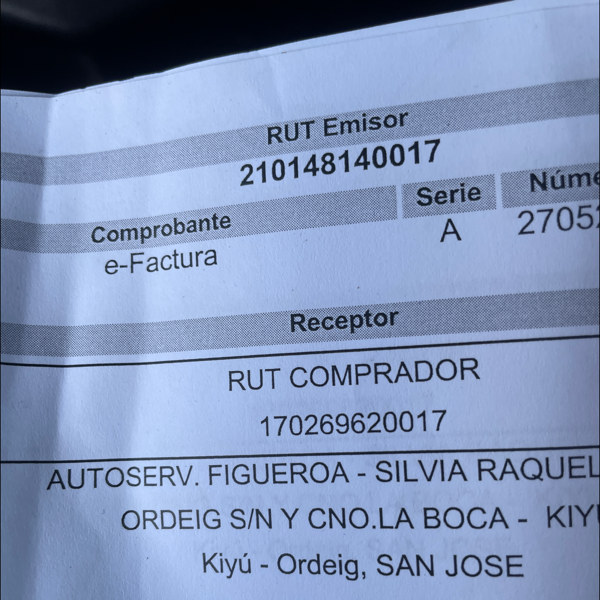 RUT Emisor
210148140017
Comprobante Serie
e-Factura A
Receptor
RUT COMPRADOR
170269620017
AUTOSERV. FIGUEROA - SILVIA RAQUEL
ORDEIG S/N Y CNO.LA BOCA -
Kiyú - Ordeig, SAN JOSE